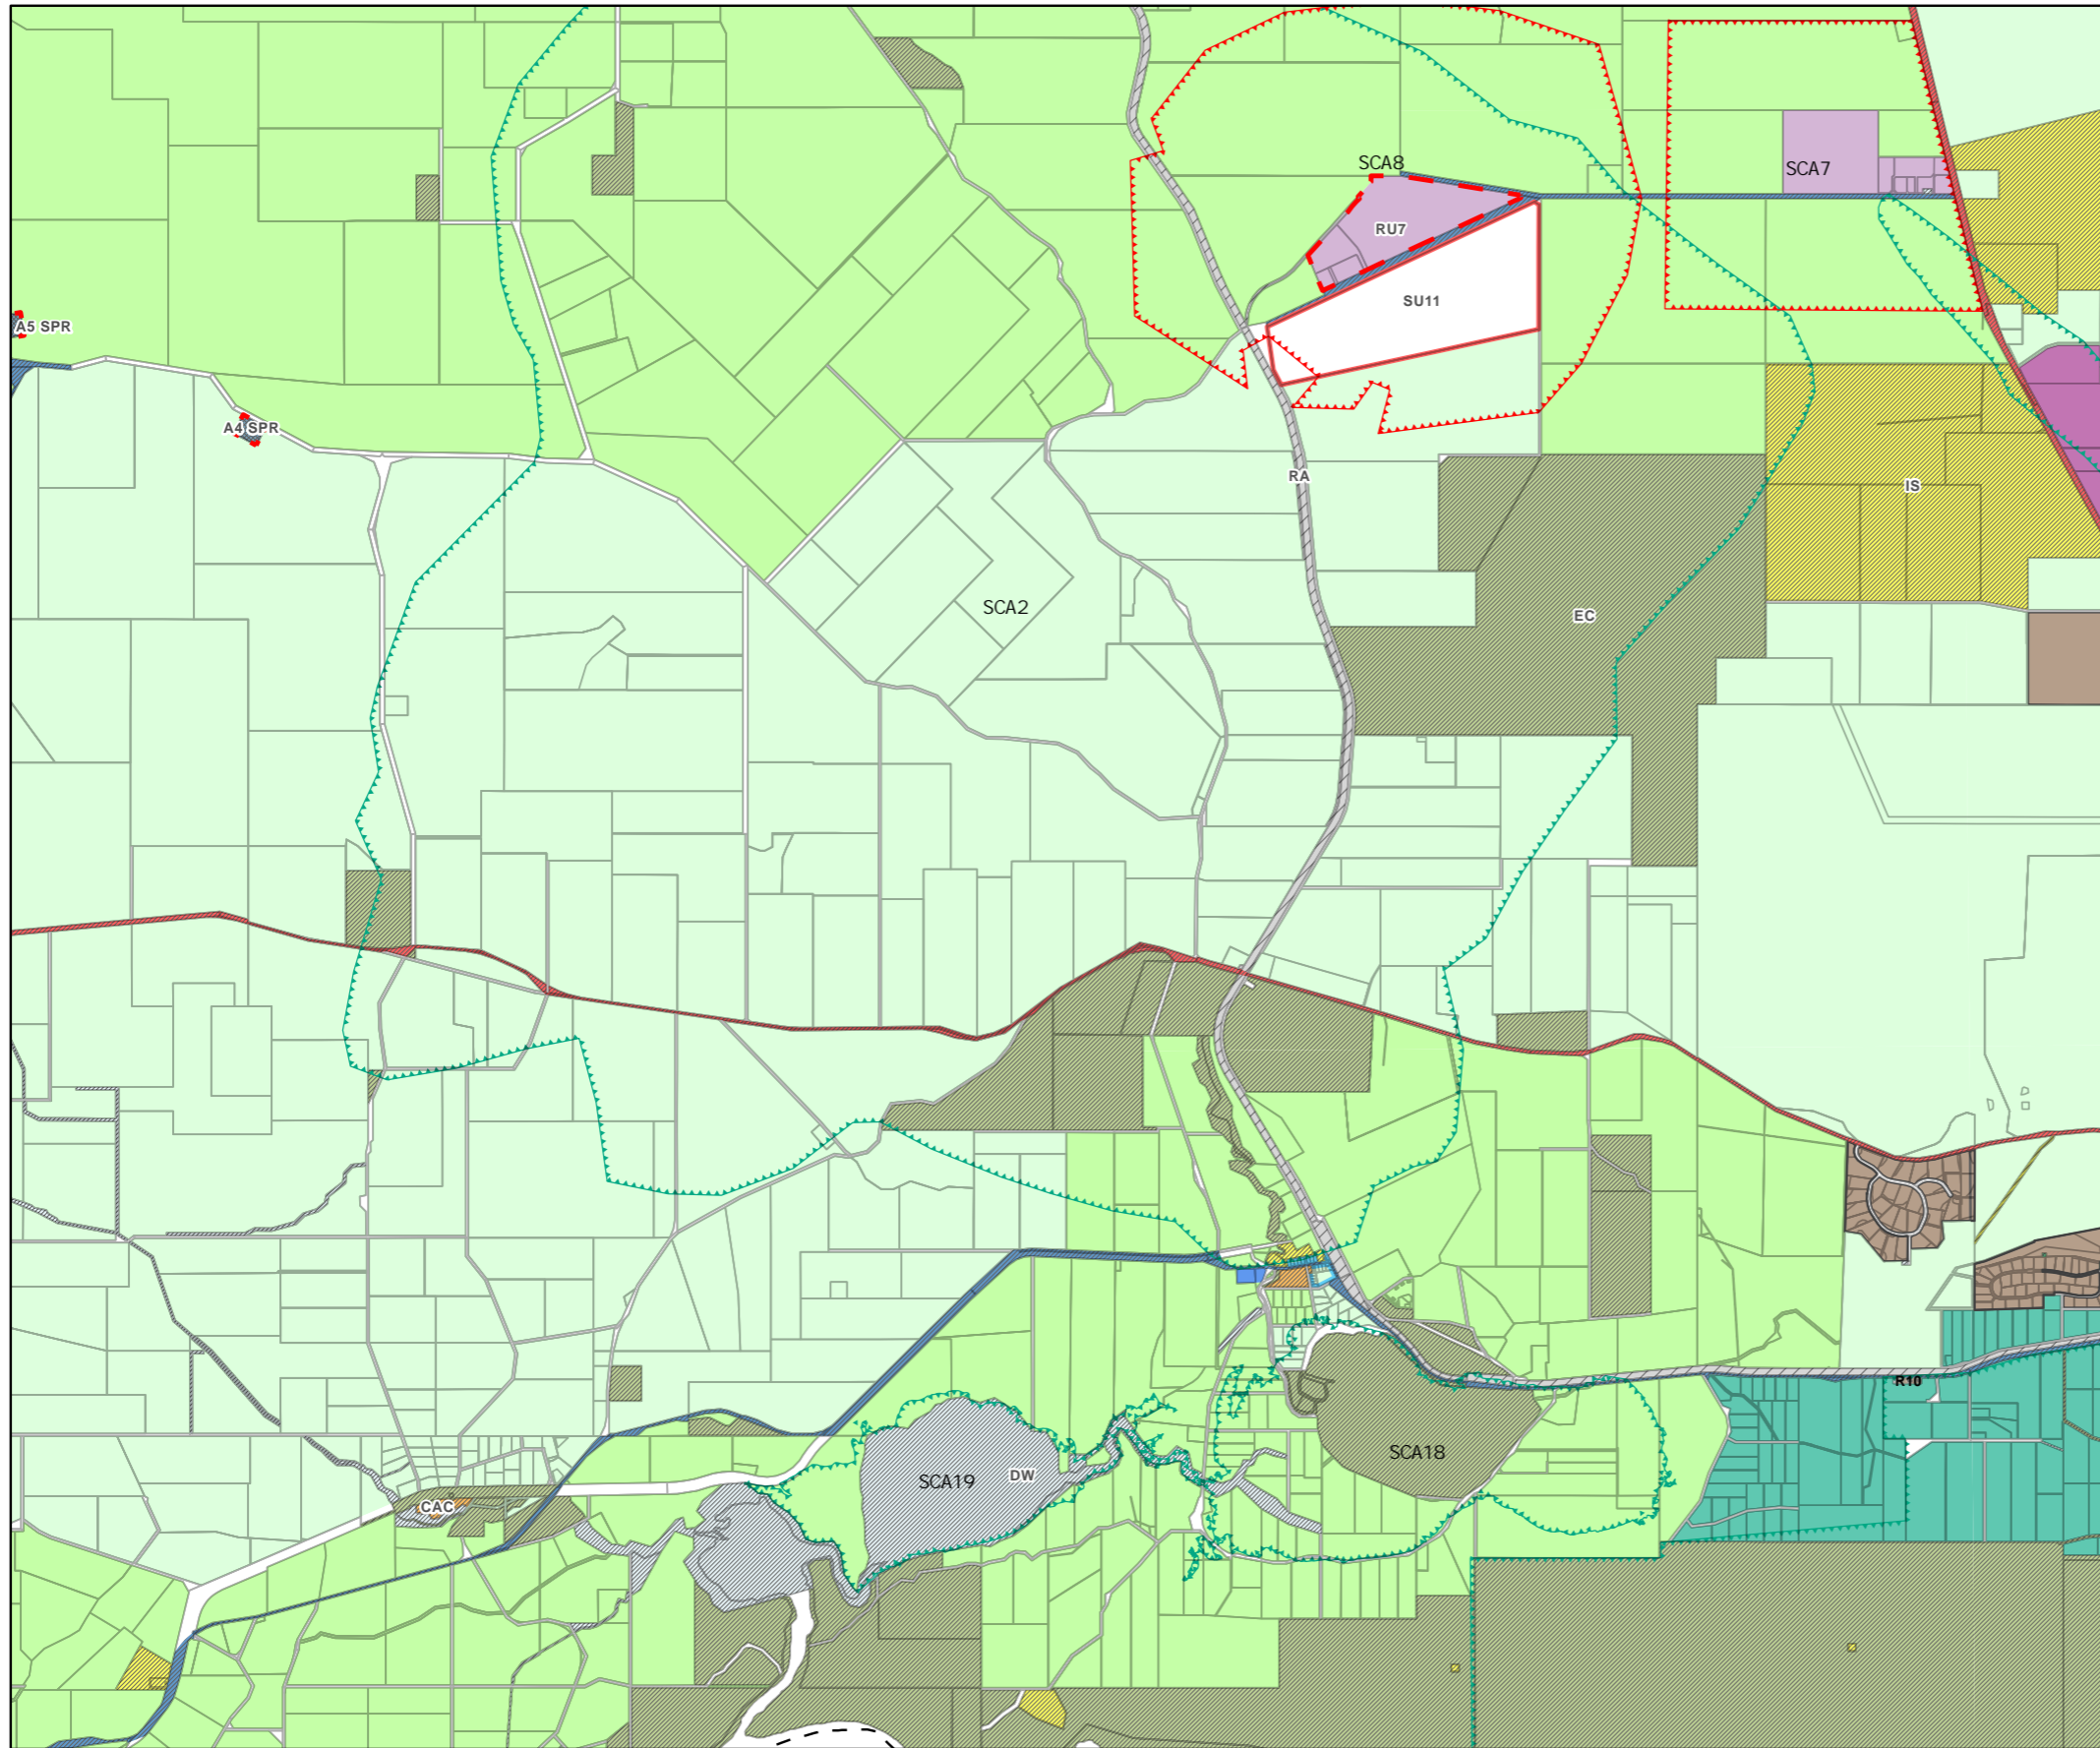 SCA8
SCA7
RU7
SU11
A5 SPR
A4 SPR
RA
IS
SCA2
EC
R10
SCA18
SCA19
DW
CAC